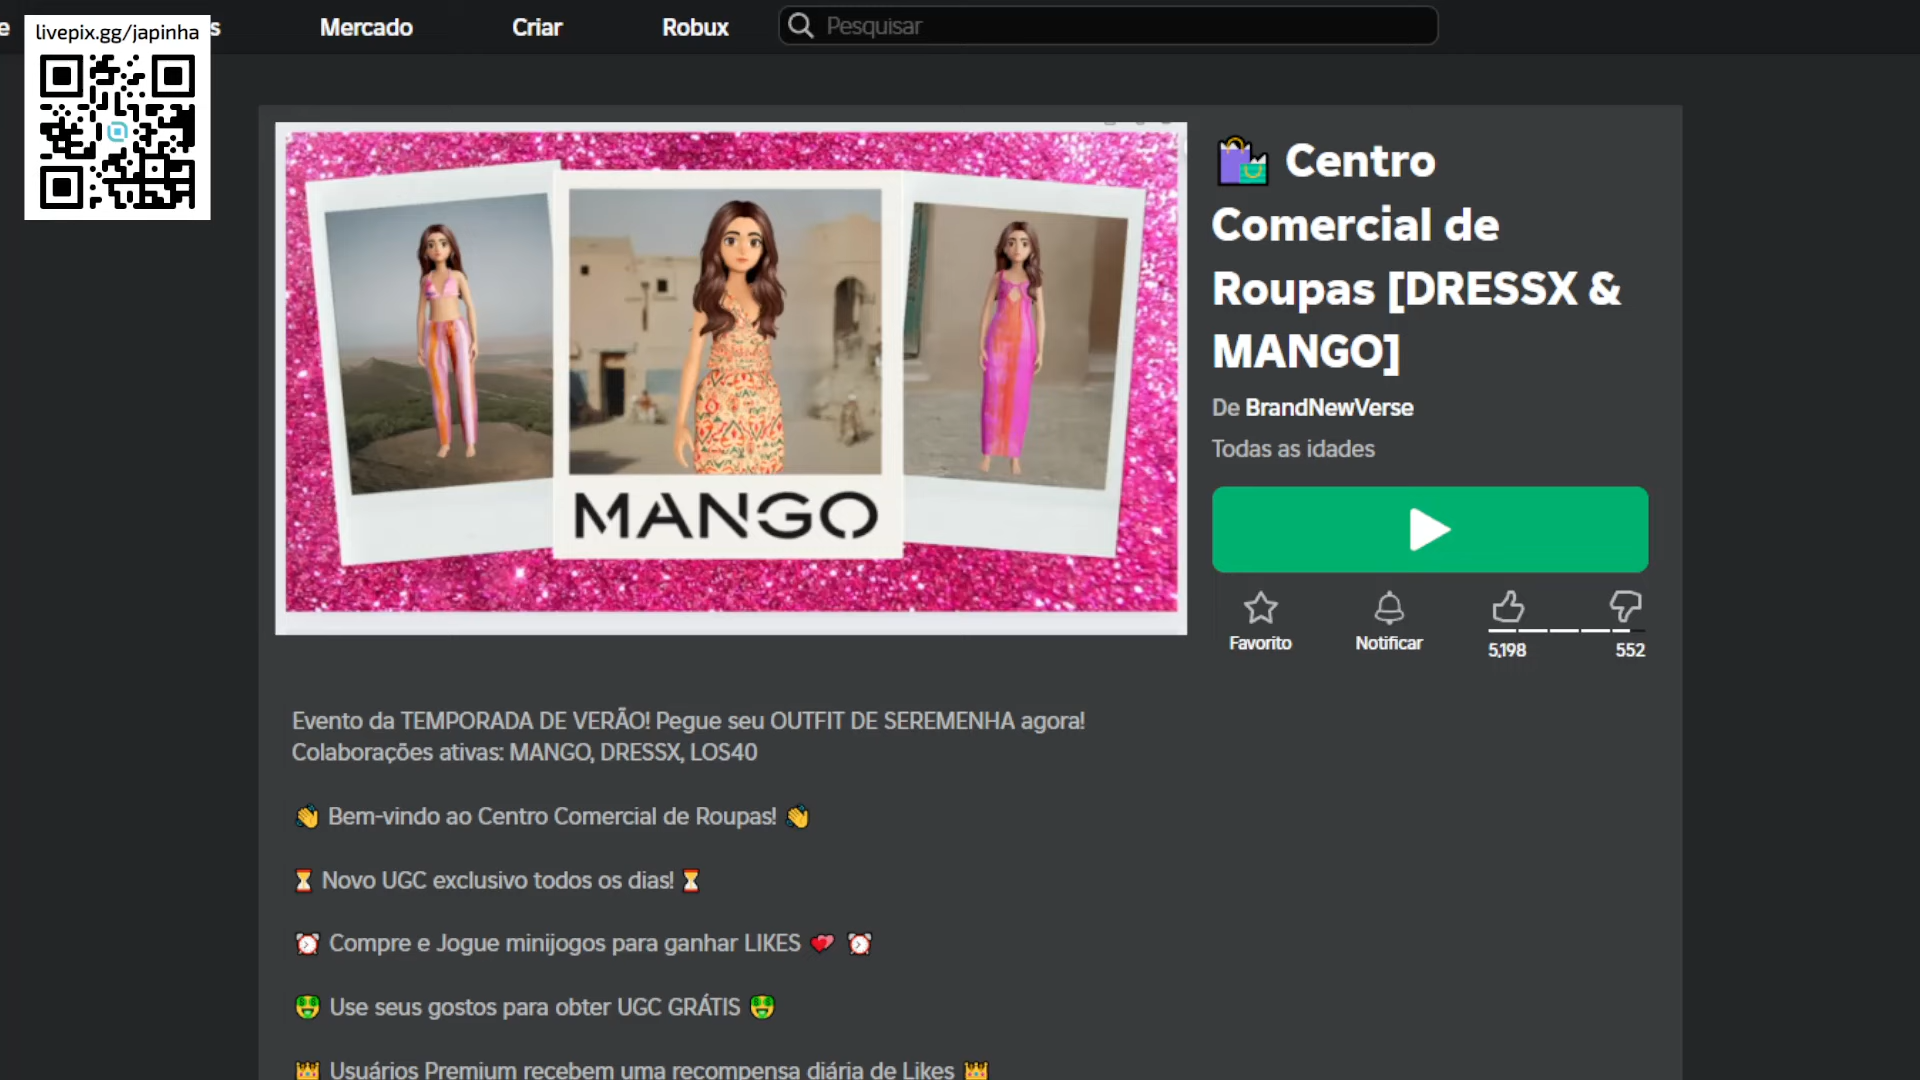 livepix.gg/japinha
Mercado
Criar
Robux
Pesquisar
MANGO
🛍️ Centro
Comercial de
Roupas [DRESSX &
MANGO]
De BrandNewVerse
Todas as idades
Favorito
Notificar
5,198
552
Evento da TEMPORADA DE VERÃO! Pegue seu OUTFIT DE SEREMENHA agora!
Colaborações ativas: MANGO, DRESSX, LOS40
👏 Bem-vindo ao Centro Comercial de Roupas! 👏
⏳ Novo UGC exclusivo todos os dias! ⏳
⏰ Compre e Jogue minijogos para ganhar LIKES 💕 ⏰
🤑 Use seus gostos para obter UGC GRÁTIS 🤑
👑 Usuários Premium recebem uma recompensa diária de Likes 👑